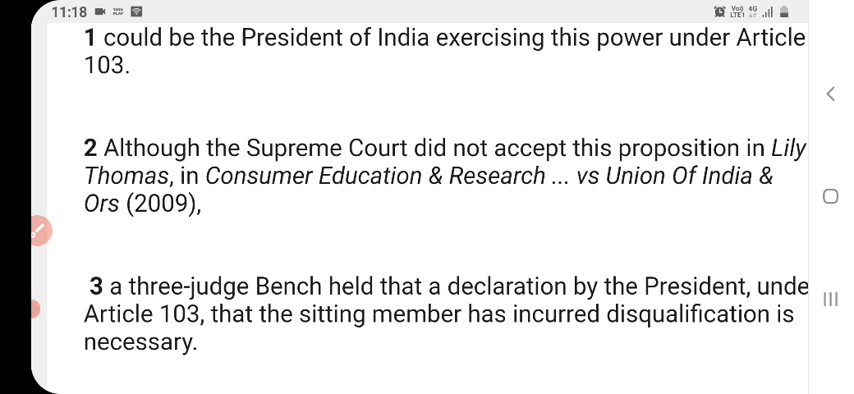 11:18
Vo) 4G
LTE1
1 could be the President of India exercising this power under Article
103.
2 Although the Supreme Court did not accept this proposition in Lily
Thomas, in Consumer Education & Research ... vs Union Of India &
Ors (2009),
3 a three-judge Bench held that a declaration by the President, unde
Article 103, that the sitting member has incurred disqualification is
necessary.